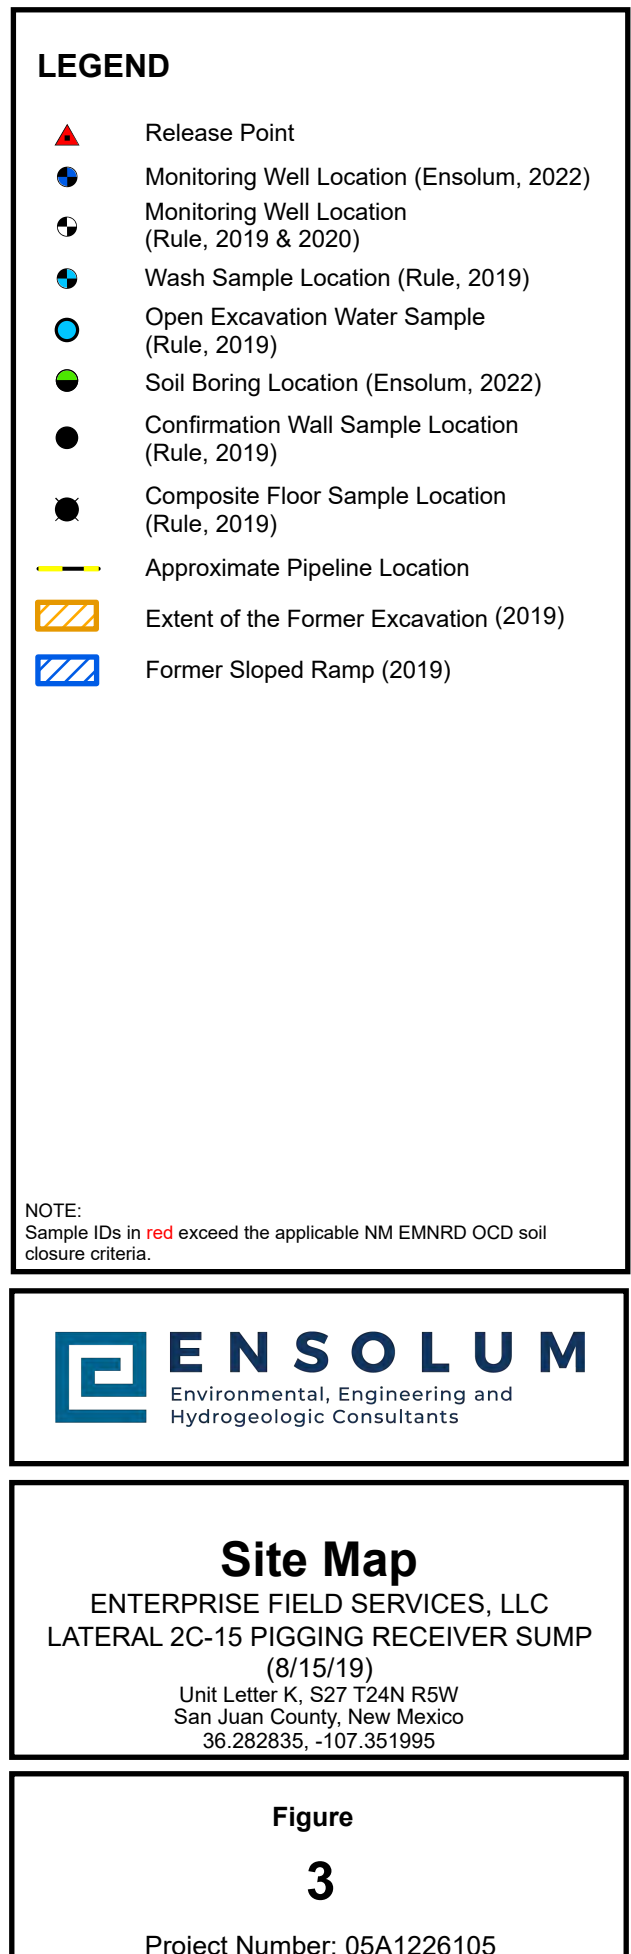 LEGEND
Release Point
Monitoring Well Location (Ensolum, 2022)
Monitoring Well Location
(Rule, 2019 & 2020)
Wash Sample Location (Rule, 2019)
Open Excavation Water Sample
(Rule, 2019)
Soil Boring Location (Ensolum, 2022)
Confirmation Wall Sample Location
(Rule, 2019)
Composite Floor Sample Location
(Rule, 2019)
Approximate Pipeline Location
Extent of the Former Excavation (2019)
Former Sloped Ramp (2019)
NOTE:
Sample IDs in red exceed the applicable NM EMNRD OCD soil
closure criteria.
ENSOLUM
Environmental, Engineering and
Hydrogeologic Consultants
Site Map
ENTERPRISE FIELD SERVICES, LLC
LATERAL 2C-15 PIGGING RECEIVER SUMP
(8/15/19)
Unit Letter K, S27 T24N R5W
San Juan County, New Mexico
36.282835, -107.351995
Figure
3
Project Number: 05A1226105